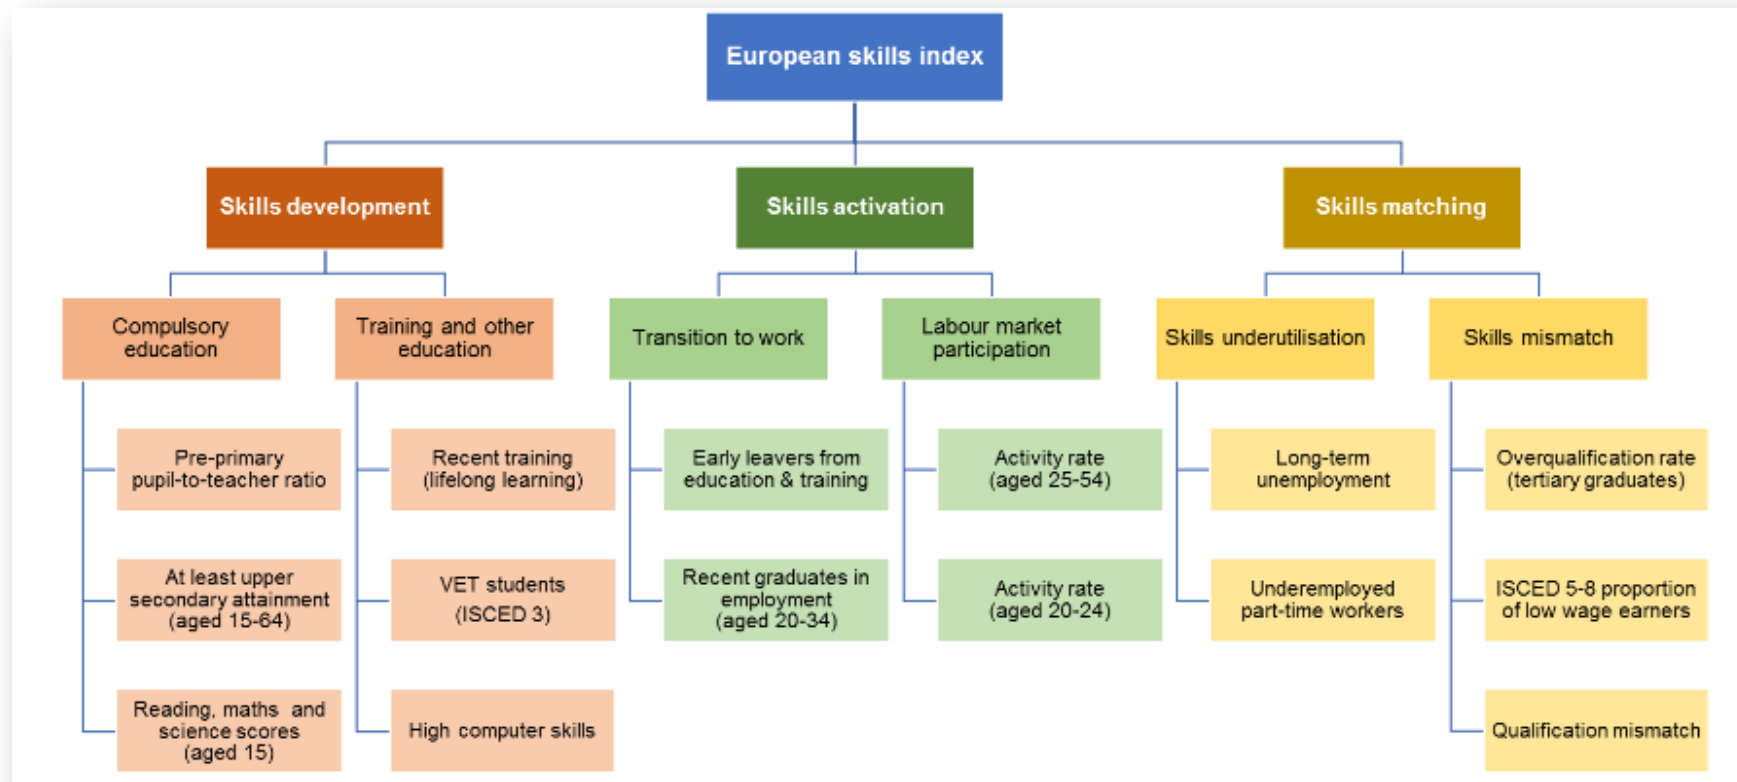 European skills index
Skills development
Skills activation
Skills matching
Compulsory
education
Training and other
education
Transition to work
Labour market
participation
Skills underutilisation
Skills mismatch
Pre-primary
pupil-to-teacher ratio
Recent training
(lifelong learning)
Early leavers from
education & training
Activity rate
(aged 25-54)
Long-term
unemployment
Overqualification rate
(tertiary graduates)
At least upper
secondary attainment
(aged 15-64)
VET students
(ISCED 3)
Recent graduates in
employment
(aged 20-34)
Activity rate
(aged 20-24)
Underemployed
part-time workers
ISCED 5-8 proportion
of low wage earners
Reading, maths and
science scores
(aged 15)
High computer skills
Qualification mismatch